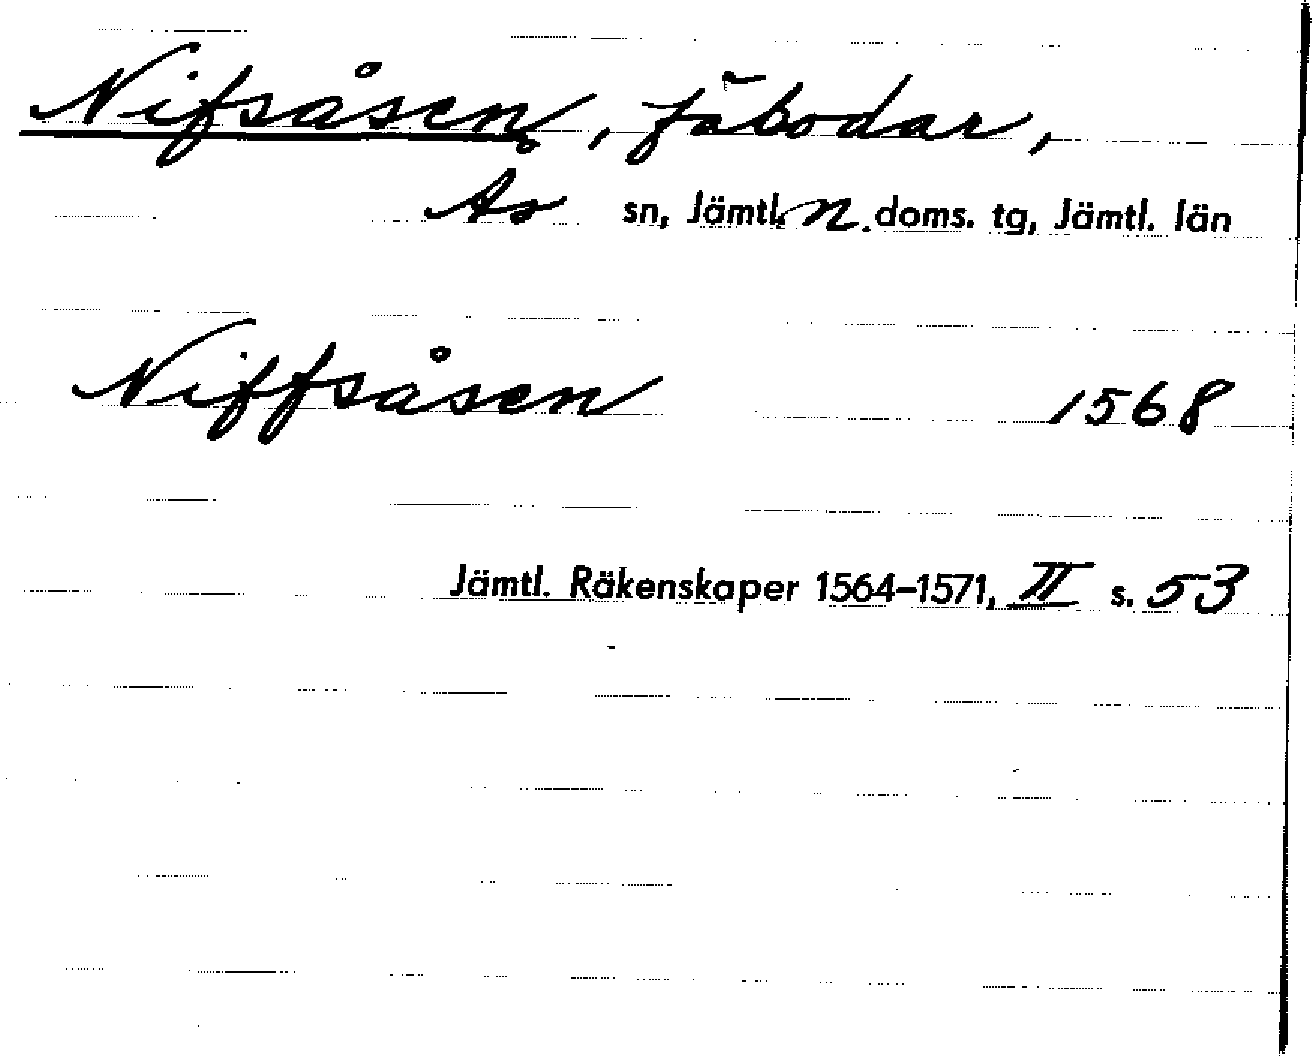 Nifsåsen, fäbodar,
Ås sn, Jämtl. N. doms. tg, Jämtl. län
Niffsåsen 1568
Jämtl. Räkenskaper 1564-1571, II s. 53